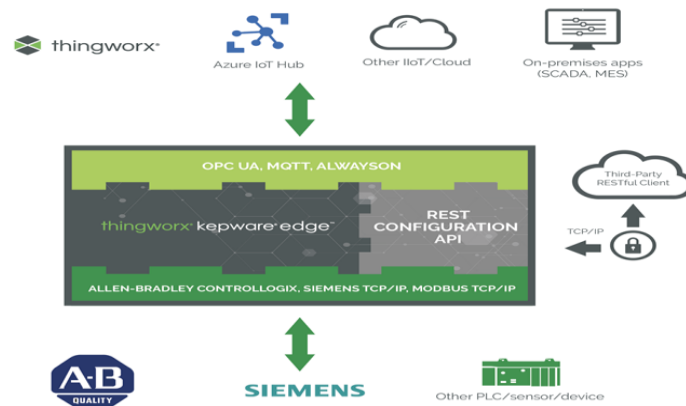 thingworx
Azure IoT Hub
Other IIoT/Cloud
On-premises apps
(SCADA, MES)
OPC UA, MQTT, ALWAYSON
thingworx kepware edge™
REST
CONFIGURATION
API
Third-Party
RESTful Client
TCP/IP
ALLEN-BRADLEY CONTROLLOGIX, SIEMENS TCP/IP, MODBUS TCP/IP
A-B
QUALITY
SIEMENS
Other PLC/sensor/device